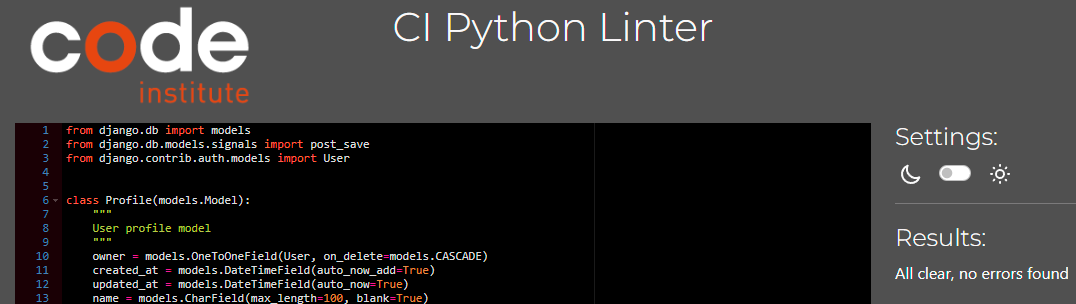 code
institute
CI Python Linter
1 from django.db import models
2 from django.db.models.signals import post_save
3 from django.contrib.auth.models import User
4
5
6 class Profile(models.Model):
7     """
8     User profile model
9     """
10     owner = models.OneToOneField(User, on_delete=models.CASCADE)
11     created_at = models.DateTimeField(auto_now_add=True)
12     updated_at = models.DateTimeField(auto_now=True)
13     name = models.CharField(max_length=100, blank=True)
Settings:
Results:
All clear, no errors found